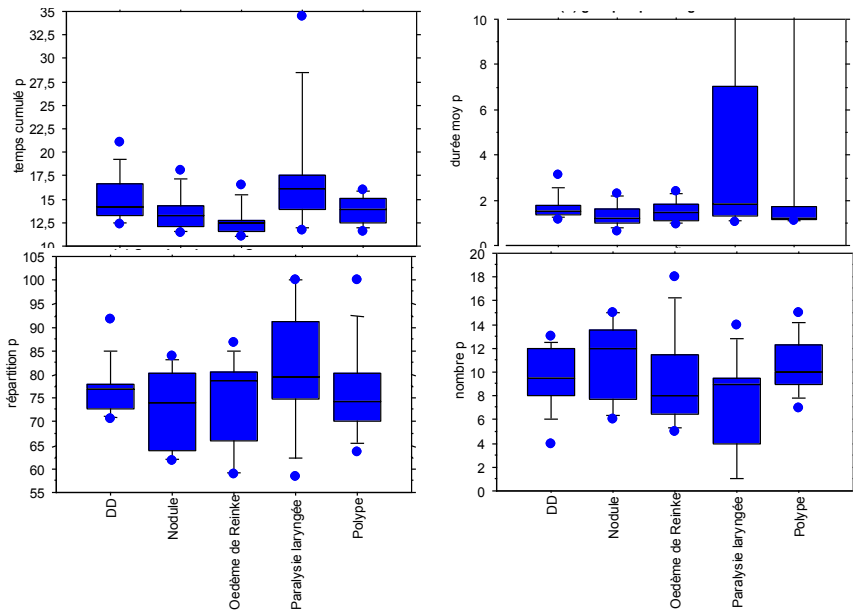 temps cumulé p
35
32,5
30
27,5
25
22,5
20
17,5
15
12,5
10
durée moy p
10
8
6
4
2
0
répartition p
105
100
95
90
85
80
75
70
65
60
55
DD
Nodule
Oedème de Reinke
Paralysie laryngée
Polype
nombre p
20
18
16
14
12
10
8
6
4
2
0
DD
Nodule
Oedème de Reinke
Paralysie laryngée
Polype